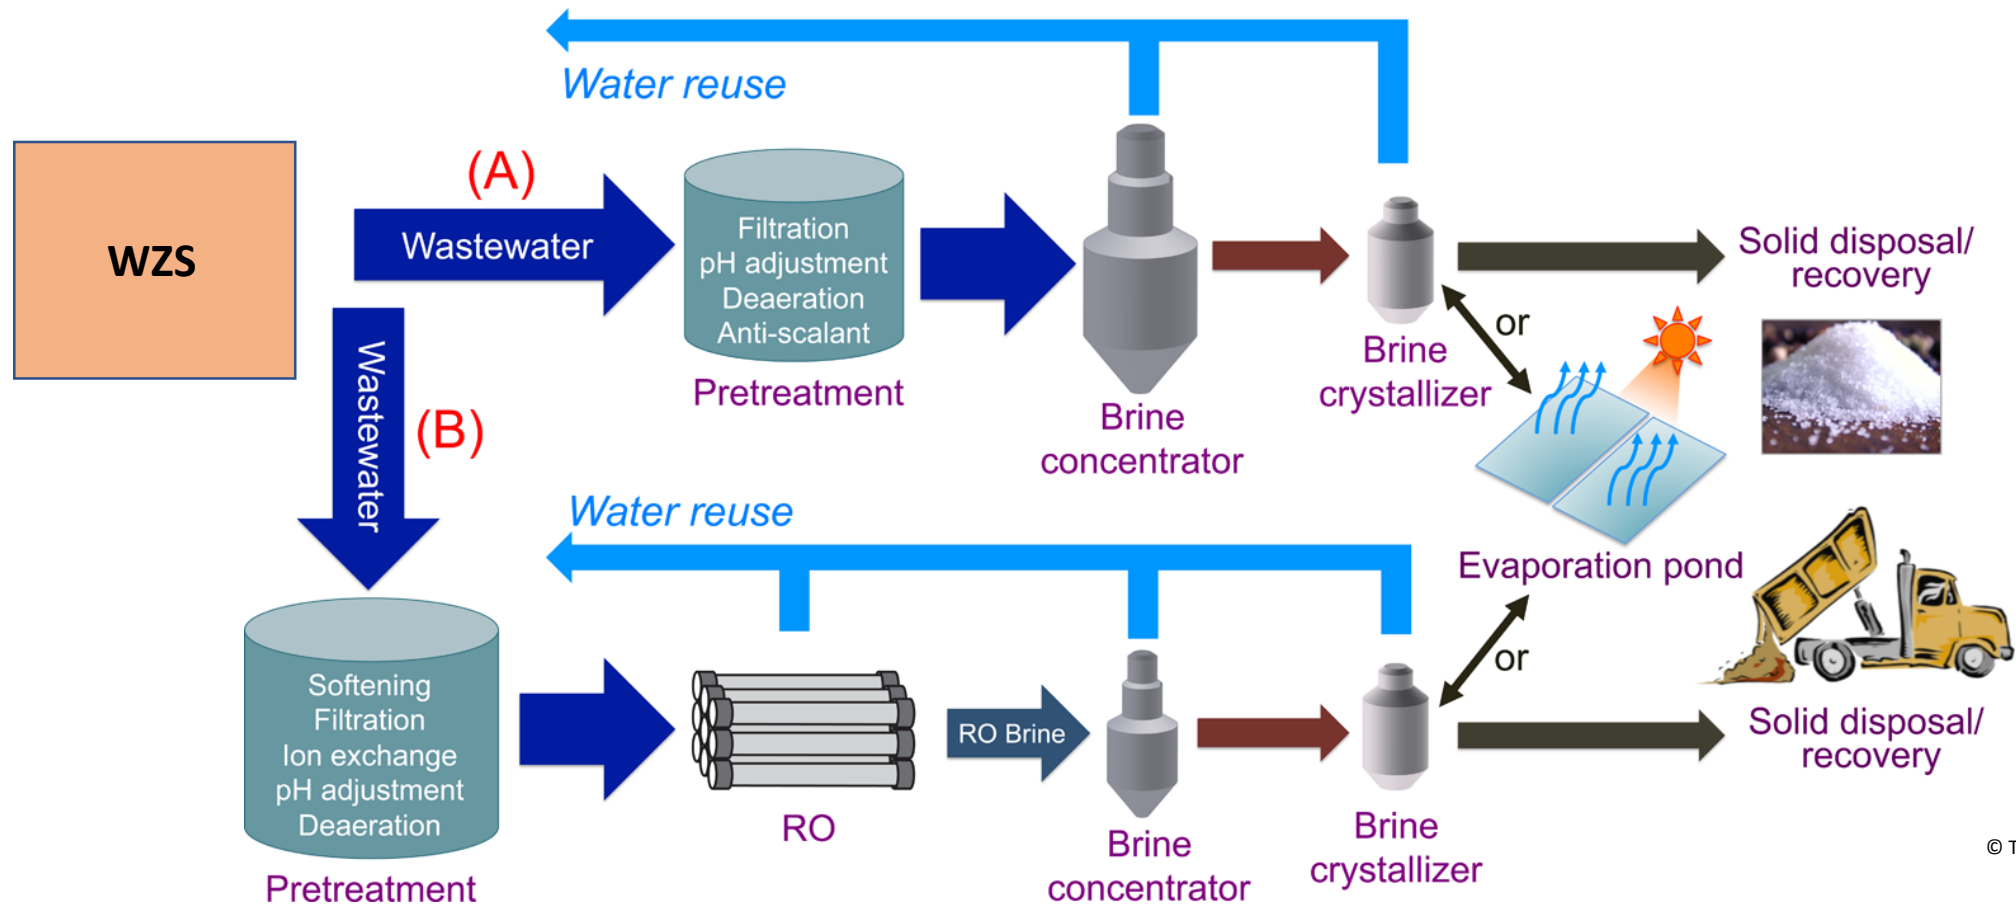 Water reuse
(A)
WZS
Wastewater
Filtration
pH adjustment
Deaeration
Anti-scalant
Pretreatment
Brine
concentrator
Brine
crystallizer
or
Solid disposal/
recovery
Evaporation pond
Wastewater
(B)
Water reuse
Softening
Filtration
Ion exchange
pH adjustment
Deaeration
Pretreatment
RO
RO Brine
Brine
concentrator
Brine
crystallizer
or
Solid disposal/
recovery
© T